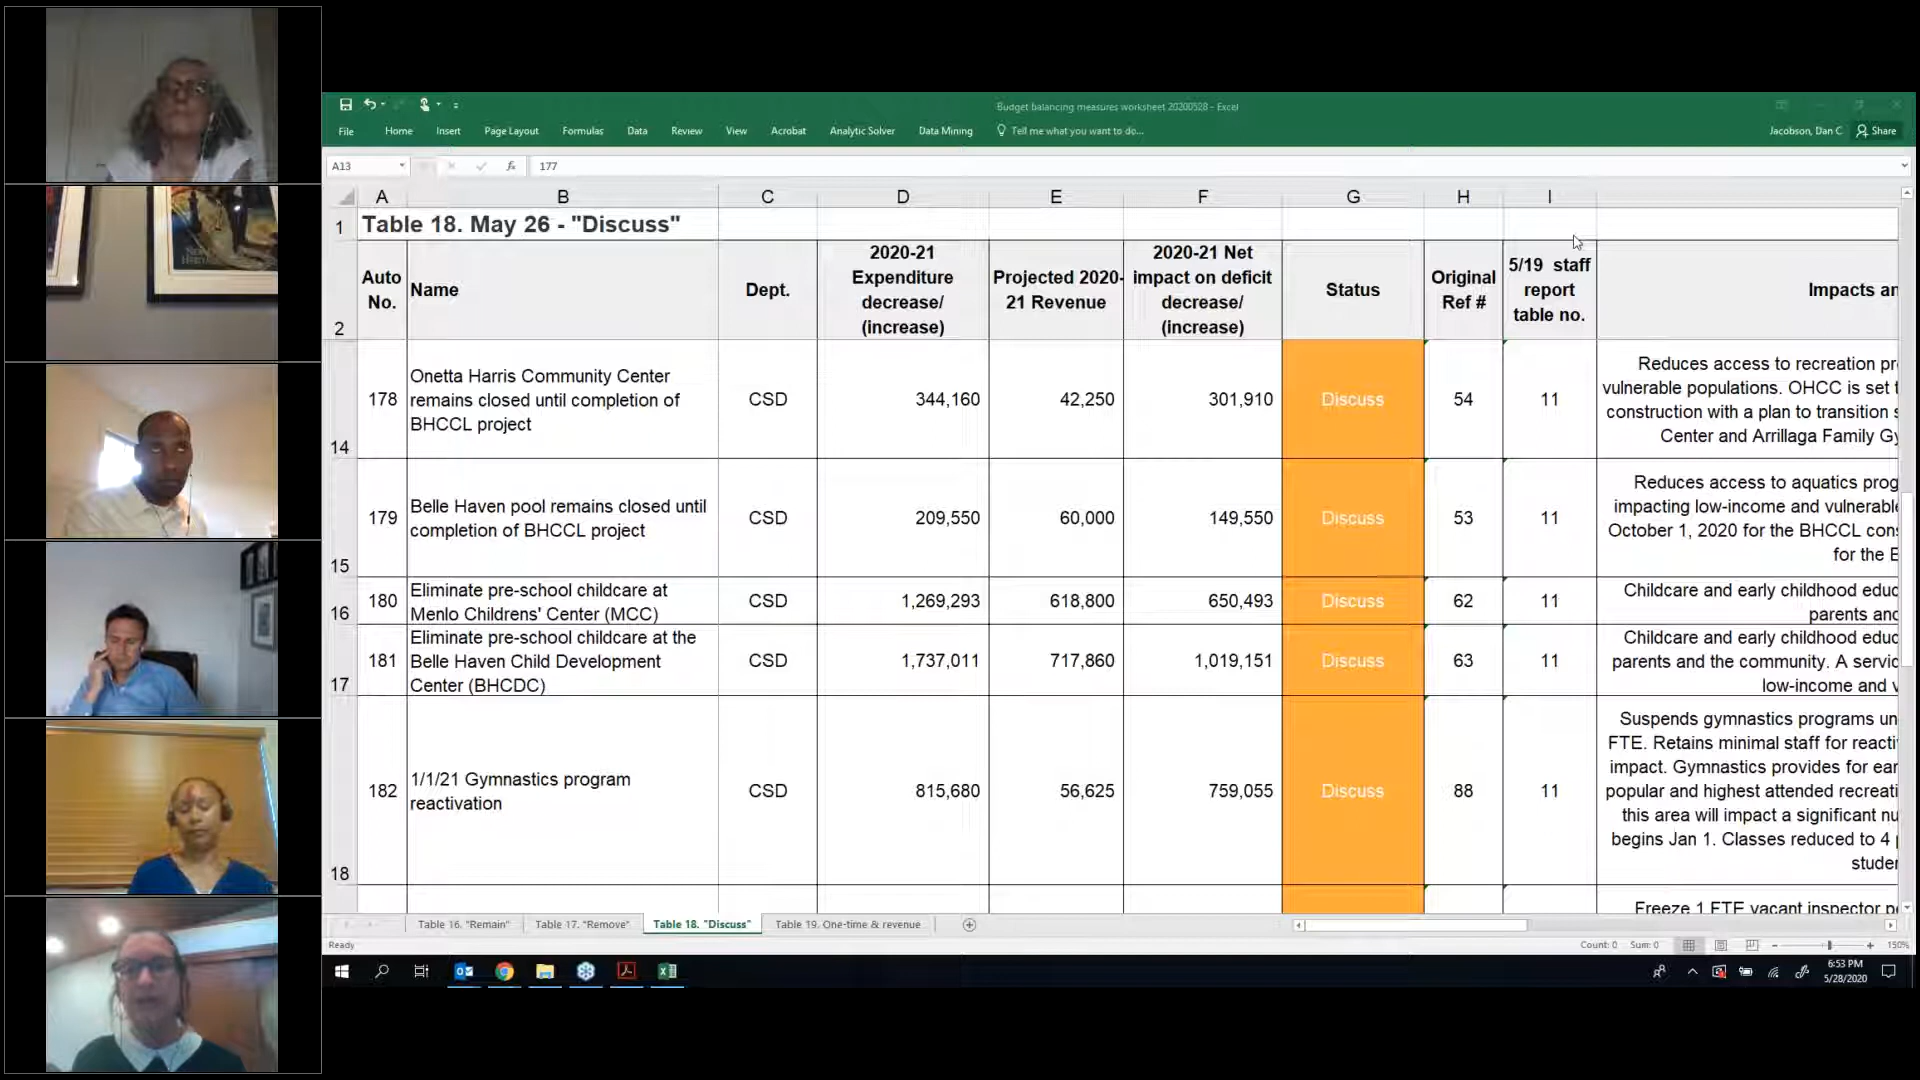 Budget balancing measures worksheet 20200528 - Excel
File Home Insert Page Layout Formulas Data Review View Acrobat Analytic Solver Data Mining Tell me what you want to do... Jacobson, Dan C Share
A13 fx 177
A B C D E F G H I
1 Table 18. May 26 - "Discuss"
2020-21
Expenditure
decrease/
(increase)
Projected 2020-
21 Revenue
2020-21 Net
impact on deficit
decrease/
(increase)
5/19 staff
report
table no.
Auto
No.
Name
Dept.
Status
Original
Ref #
Impacts an
2
178
Onetta Harris Community Center
remains closed until completion of
BHCCL project
CSD 344,160 42,250 301,910 Discuss 54 11
Reduces access to recreation pr
vulnerable populations. OHCC is set t
construction with a plan to transition s
Center and Arrillaga Family Gy
14
179
Belle Haven pool remains closed until
completion of BHCCL project
CSD 209,550 60,000 149,550 Discuss 53 11
Reduces access to aquatics prog
impacting low-income and vulnerable
October 1, 2020 for the BHCCL cons
for the B
15
180
Eliminate pre-school childcare at
Menlo Childrens' Center (MCC)
CSD 1,269,293 618,800 650,493 Discuss 62 11
Childcare and early childhood educ
parents and
16
181
Eliminate pre-school childcare at the
Belle Haven Child Development
Center (BHCDC)
CSD 1,737,011 717,860 1,019,151 Discuss 63 11
Childcare and early childhood educ
parents and the community. A servic
low-income and v
17
182
1/1/21 Gymnastics program
reactivation
CSD 815,680 56,625 759,055 Discuss 88 11
Suspends gymnastics programs un
FTE. Retains minimal staff for reacti
impact. Gymnastics provides for ear
popular and highest attended recreati
this area will impact a significant nu
begins Jan 1. Classes reduced to 4 p
studen
18
Freeze 1 FTE vacant inspector po
Table 16. "Remain" Table 17. "Remove" Table 18. "Discuss" Table 19. One-time & revenue
Ready Count: 0 Sum: 0 150%
6:53 PM
5/28/2020